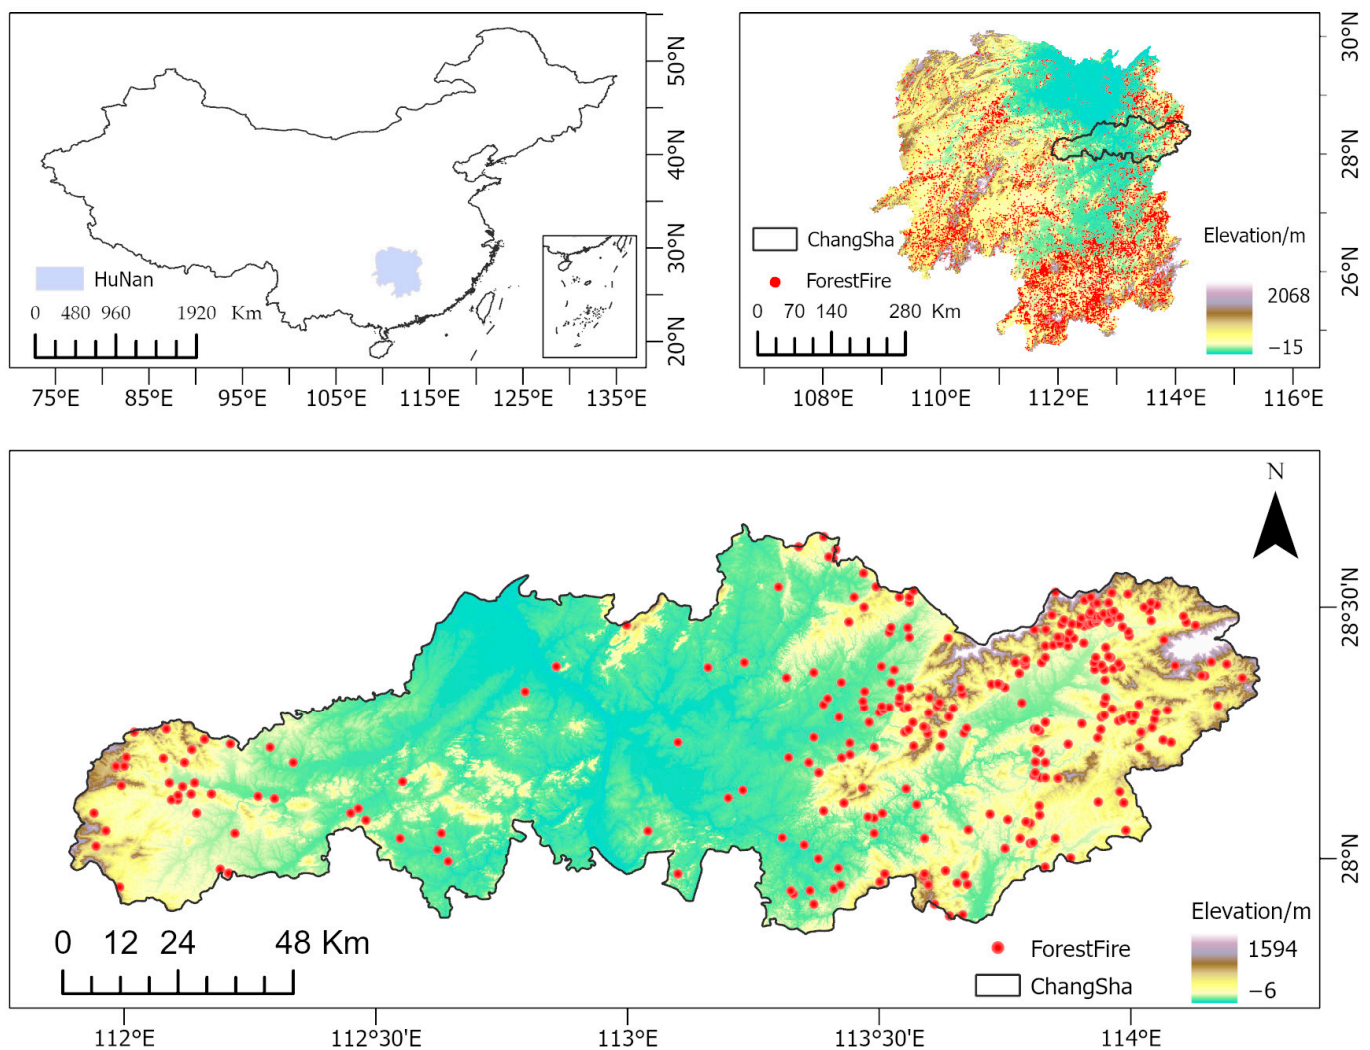 50°N
40°N
30°N
20°N
HuNan
0 480 960 1920 Km
75°E 85°E 95°E 105°E 115°E 125°E 135°E
30°N
28°N
26°N
ChangSha
ForestFire
Elevation/m
2068
−15
0 70 140 280 Km
108°E 110°E 112°E 114°E 116°E
N
28°30'N
28°N
Elevation/m
1594
−6
ForestFire
ChangSha
0 12 24 48 Km
112°E 112°30'E 113°E 113°30'E 114°E